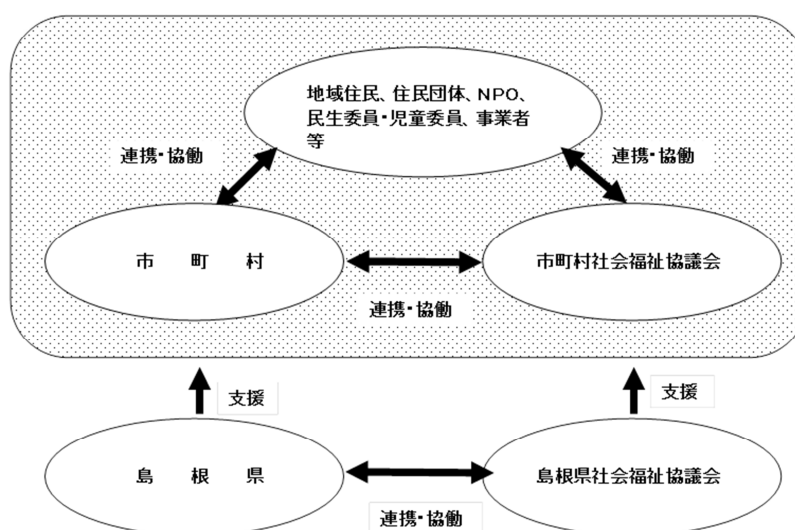 地域住民、住民団体、NPO、
民生委員・児童委員、事業者
等
連携・協働
連携・協働
市　町　村
市町村社会福祉協議会
連携・協働
支援
支援
島　根　県
島根県社会福祉協議会
連携・協働